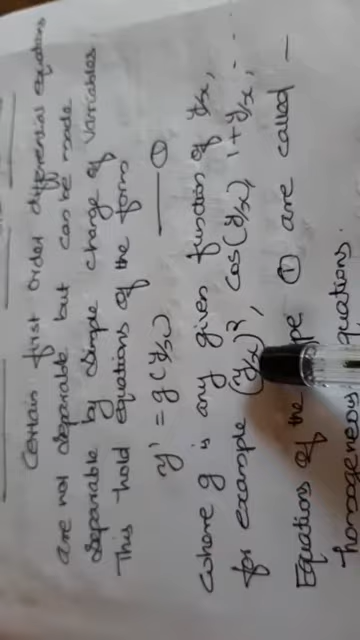 Certain first order differential equations
are not separable but can be made
separable by simple change of variables.
This hold equations of the form
y' = g(y/x) —— ①
where g is any given function of y/x,
for example (y/x)², cos(y/x), 1+y/x, ...
Equations of the ① are called —
homogeneous equations.